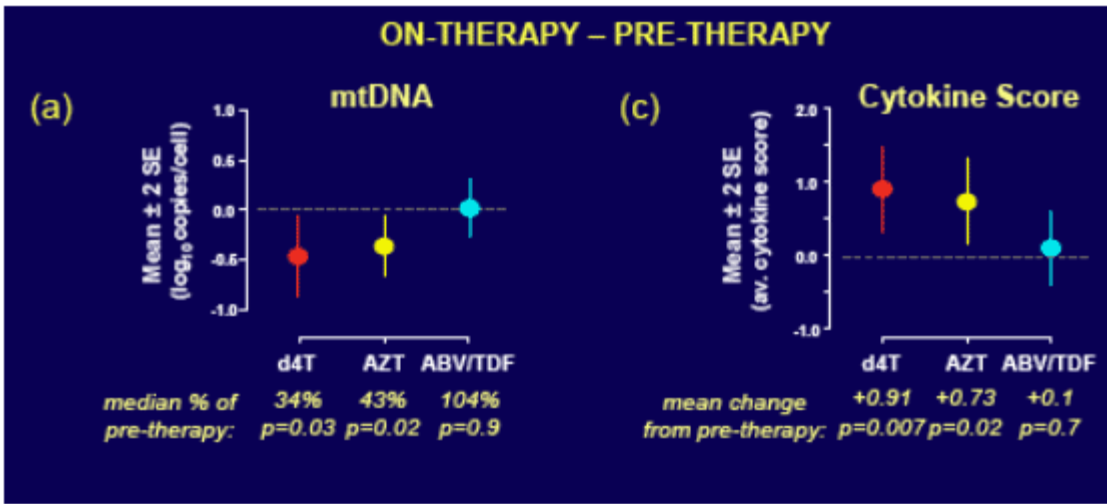 ON-THERAPY – PRE-THERAPY
(a)
mtDNA
Mean ± 2 SE
(log₁₀ copies/cell)
1.0
0.5
0.0
-0.5
-1.0
d4T AZT ABV/TDF
median % of 34% 43% 104%
pre-therapy: p=0.03 p=0.02 p=0.9
(c)
Cytokine Score
Mean ± 2 SE
(av. cytokine score)
2.0
1.0
0.0
-1.0
d4T AZT ABV/TDF
mean change +0.91 +0.73 +0.1
from pre-therapy: p=0.007 p=0.02 p=0.7